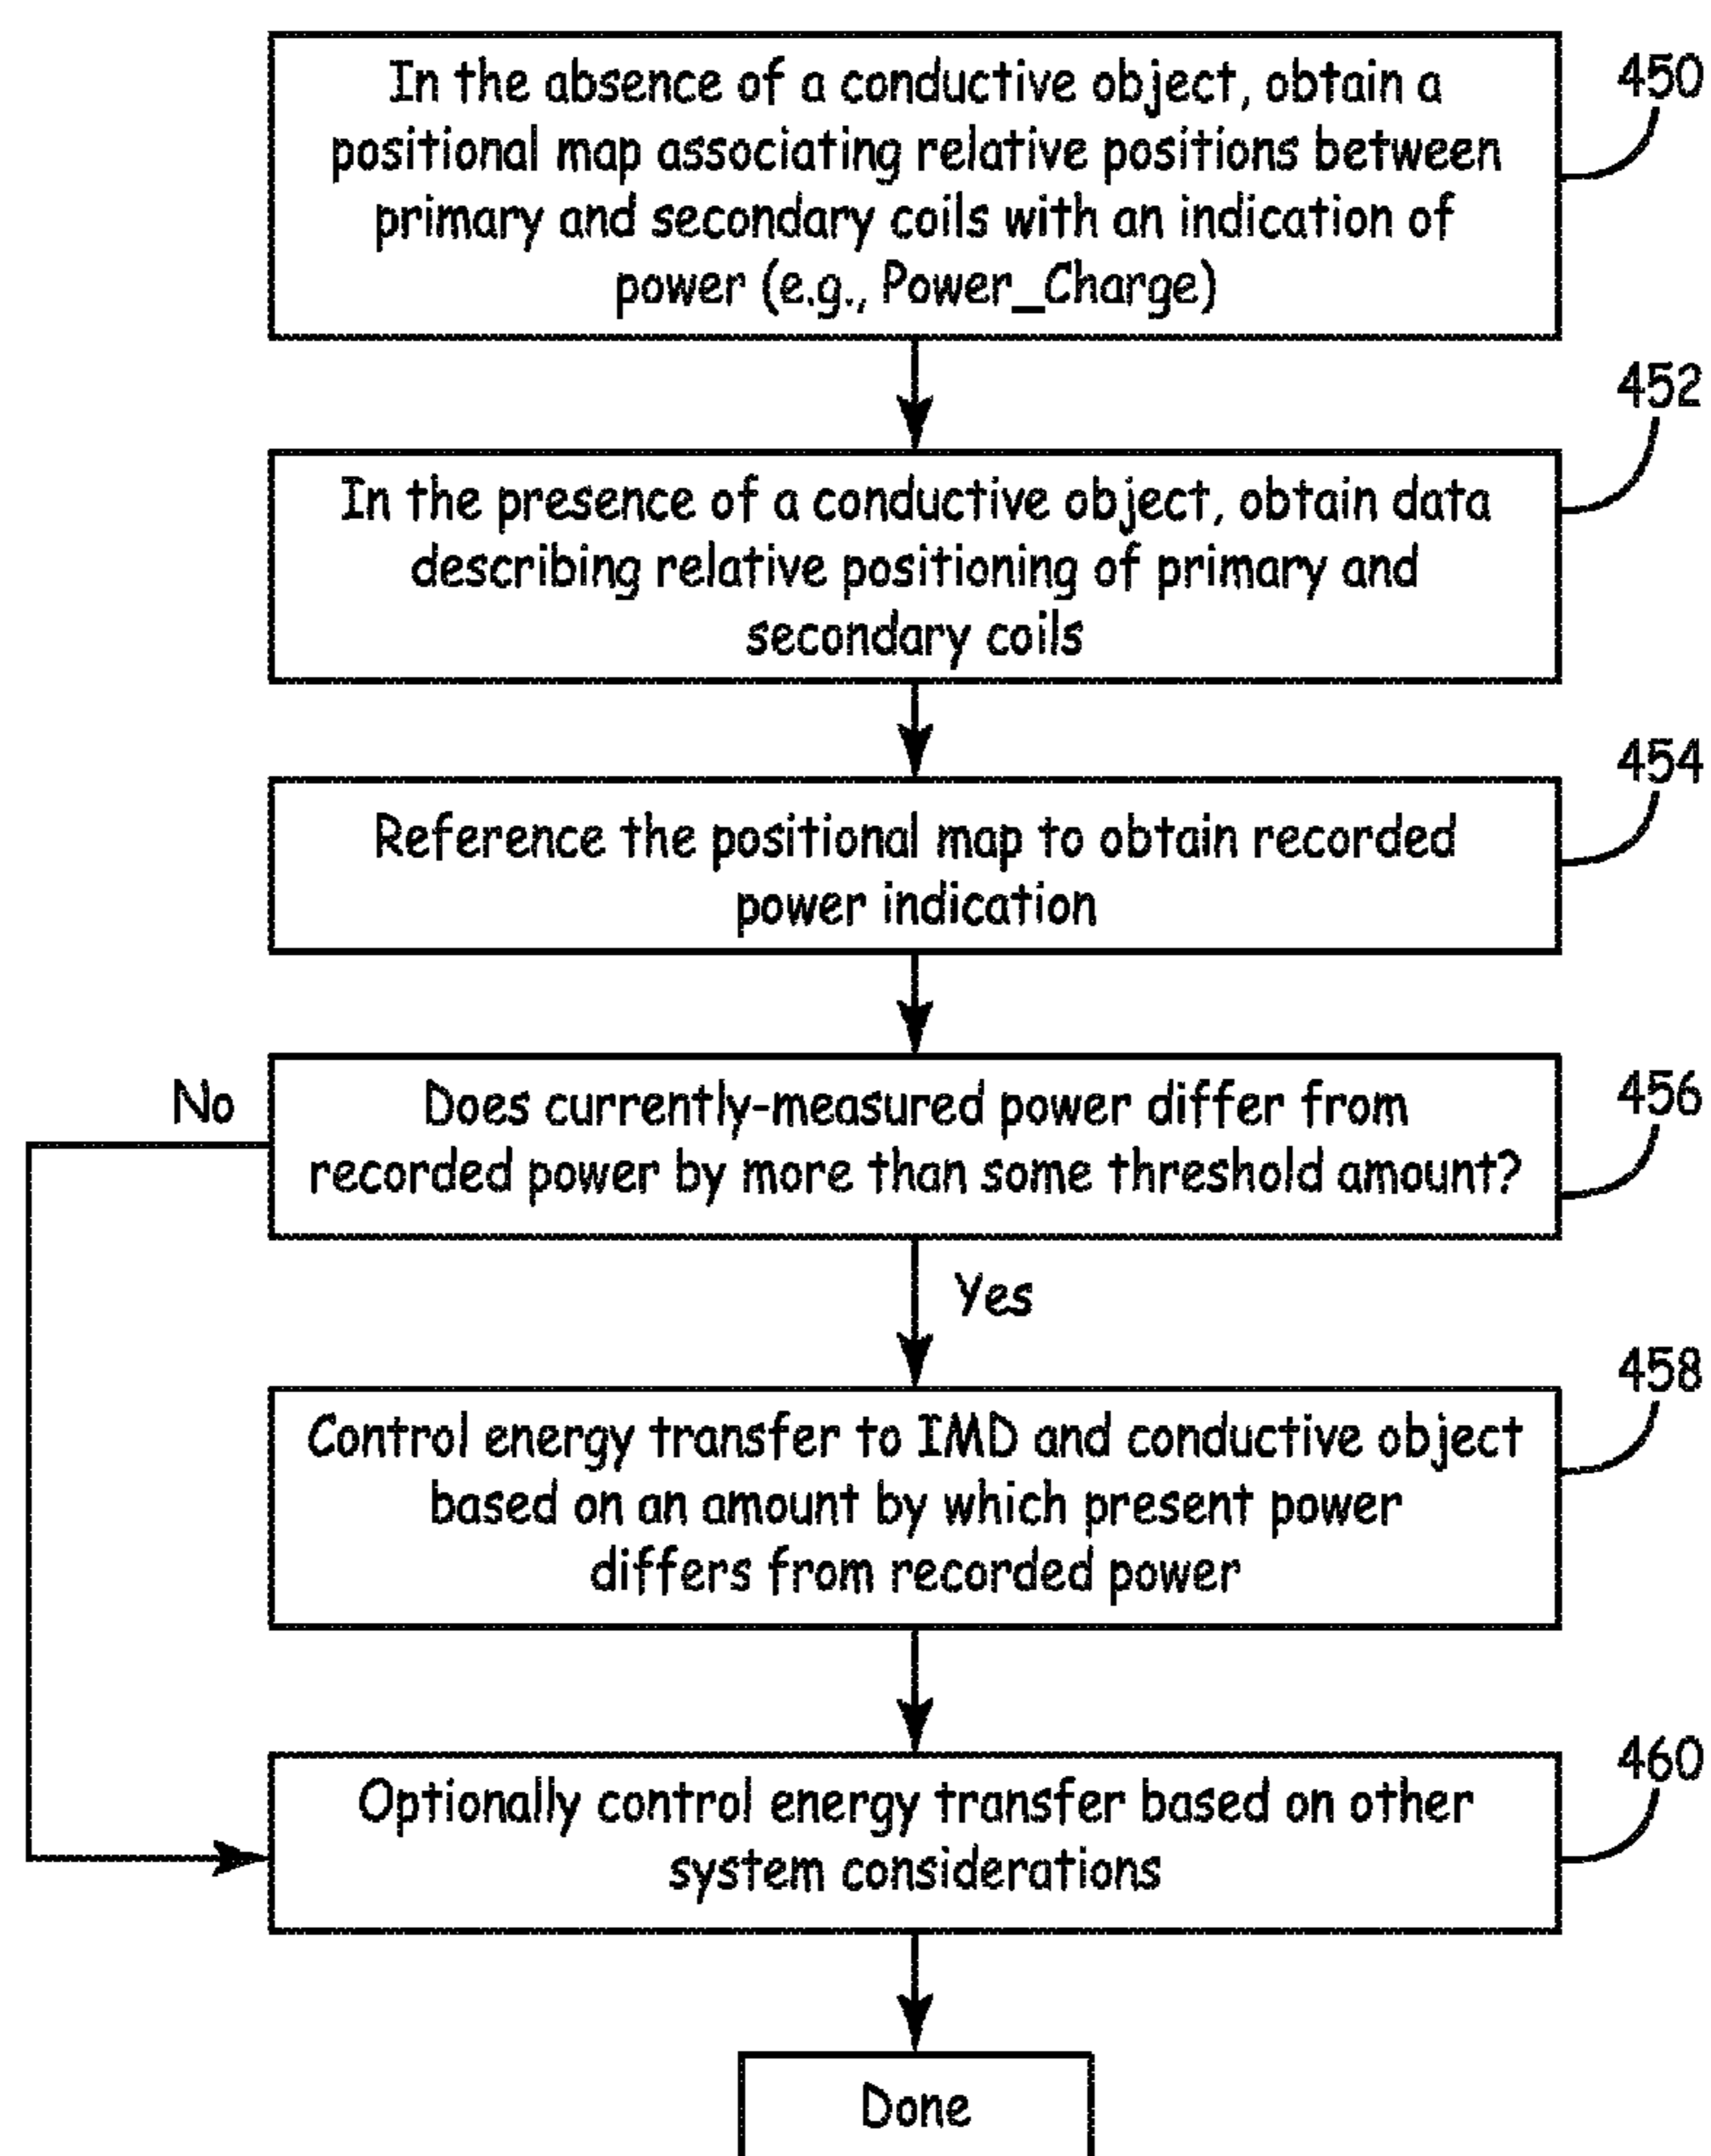 In the absence of a conductive object, obtain a
positional map associating relative positions between
primary and secondary coils with an indication of
power (e.g., Power_Charge)
450
In the presence of a conductive object, obtain data
describing relative positioning of primary and
secondary coils
452
Reference the positional map to obtain recorded
power indication
454
Does currently-measured power differ from
recorded power by more than some threshold amount?
456
No
Yes
Control energy transfer to IMD and conductive object
based on an amount by which present power
differs from recorded power
458
Optionally control energy transfer based on other
system considerations
460
Done